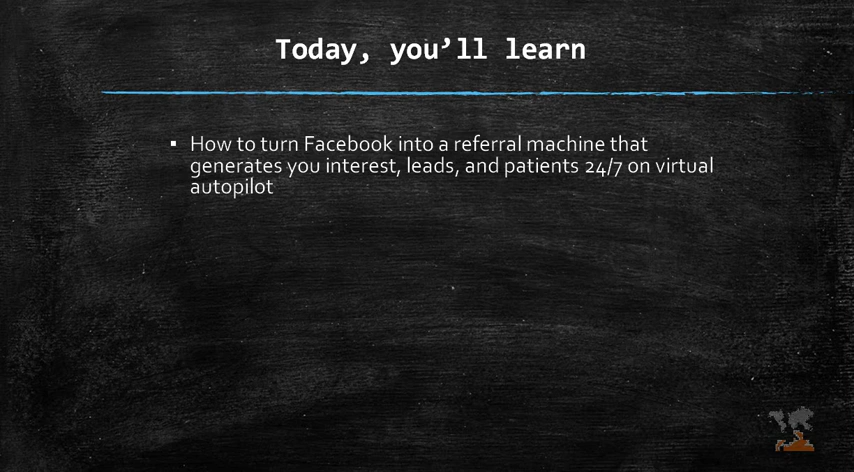 Today, you’ll learn
▪ How to turn Facebook into a referral machine that
generates you interest, leads, and patients 24/7 on virtual
autopilot